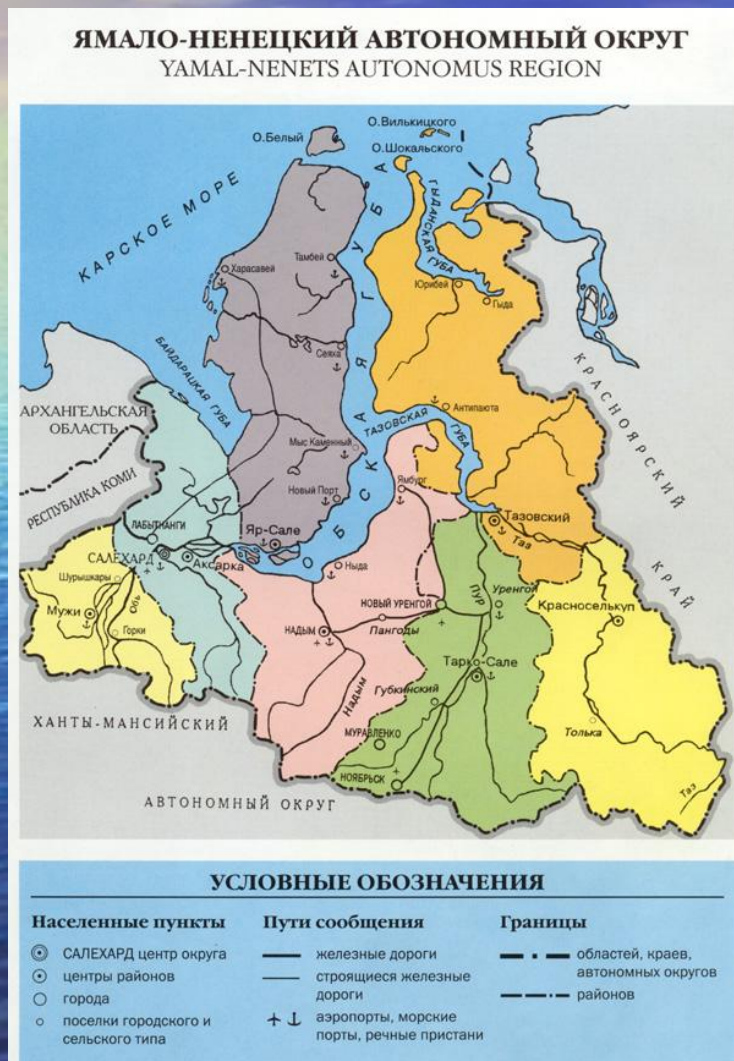 ЯМАЛО-НЕНЕЦКИЙ АВТОНОМНЫЙ ОКРУГ
YAMAL-NENETS AUTONOMUS REGION
О.Белый
О.Вилькицкого
О.Шокальского
КАРСКОЕ МОРЕ
ОБСКАЯ ГУБА
ГЫДАНСКАЯ ГУБА
Тамбей
Харасавей
Юрибей
Гыда
Сеяха
БАЙДАРАЦКАЯ ГУБА
АРХАНГЕЛЬСКАЯ
ОБЛАСТЬ
РЕСПУБЛИКА КОМИ
Антипаюта
ТАЗОВСКАЯ ГУБА
Мыс Каменный
Новый Порт
Ямбург
КРАСНОЯРСКИЙ
КРАЙ
Тазовский
Таз
ЛАБЫТНАНГИ
Яр-Сале
САЛЕХАРД
Аксарка
Шурышкары
Обь
Мужи
Горки
Ныда
НОВЫЙ УРЕНГОЙ
Уренгой
ПУР
Красноселькуп
НАДЫМ
Пангоды
Надым
Тарко-Сале
Губкинский
МУРАВЛЕНКО
НОЯБРЬСК
Толька
Таз
ХАНТЫ-МАНСИЙСКИЙ
АВТОНОМНЫЙ ОКРУГ
УСЛОВНЫЕ ОБОЗНАЧЕНИЯ
Населенные пункты
САЛЕХАРД центр округа
центры районов
города
поселки городского и
сельского типа
Пути сообщения
железные дороги
строящиеся железные
дороги
аэропорты, морские
порты, речные пристани
Границы
областей, краев,
автономных округов
районов